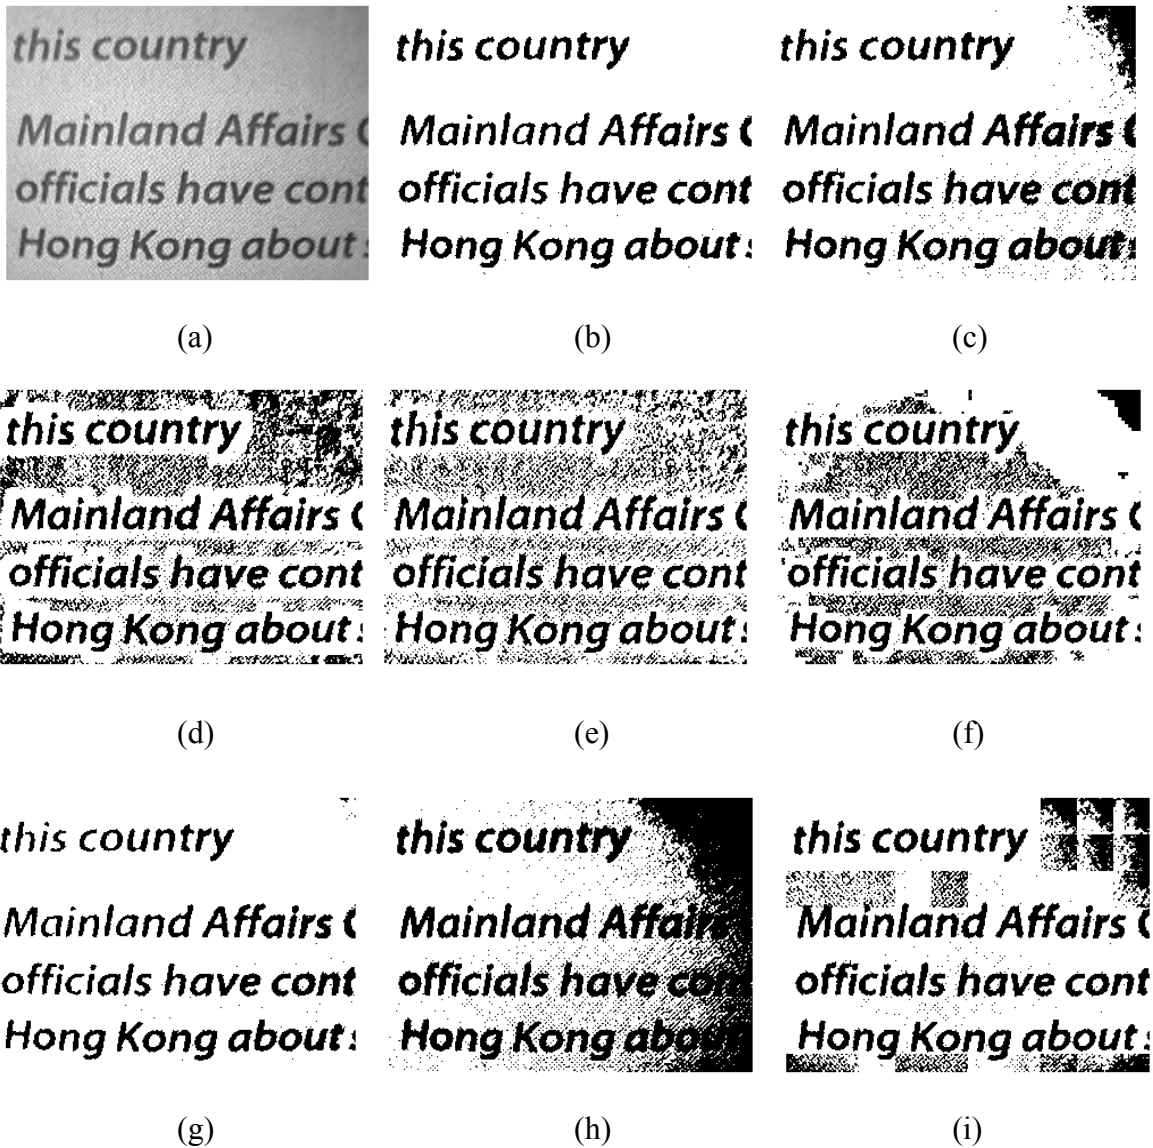 this country
Mainland Affairs
officials have cont
Hong Kong about
(a)
this country
Mainland Affairs
officials have cont
Hong Kong about
(b)
this country
Mainland Affairs
officials have cont
Hong Kong about
(c)
this country
Mainland Affairs
officials have cont
Hong Kong about
(d)
this country
Mainland Affairs
officials have cont
Hong Kong about
(e)
this country
Mainland Affairs
officials have cont
Hong Kong about
(f)
this country
Mainland Affairs
officials have cont
Hong Kong about
(g)
this country
Mainland Affairs
officials have cont
Hong Kong about
(h)
this country
Mainland Affairs
officials have cont
Hong Kong about
(i)